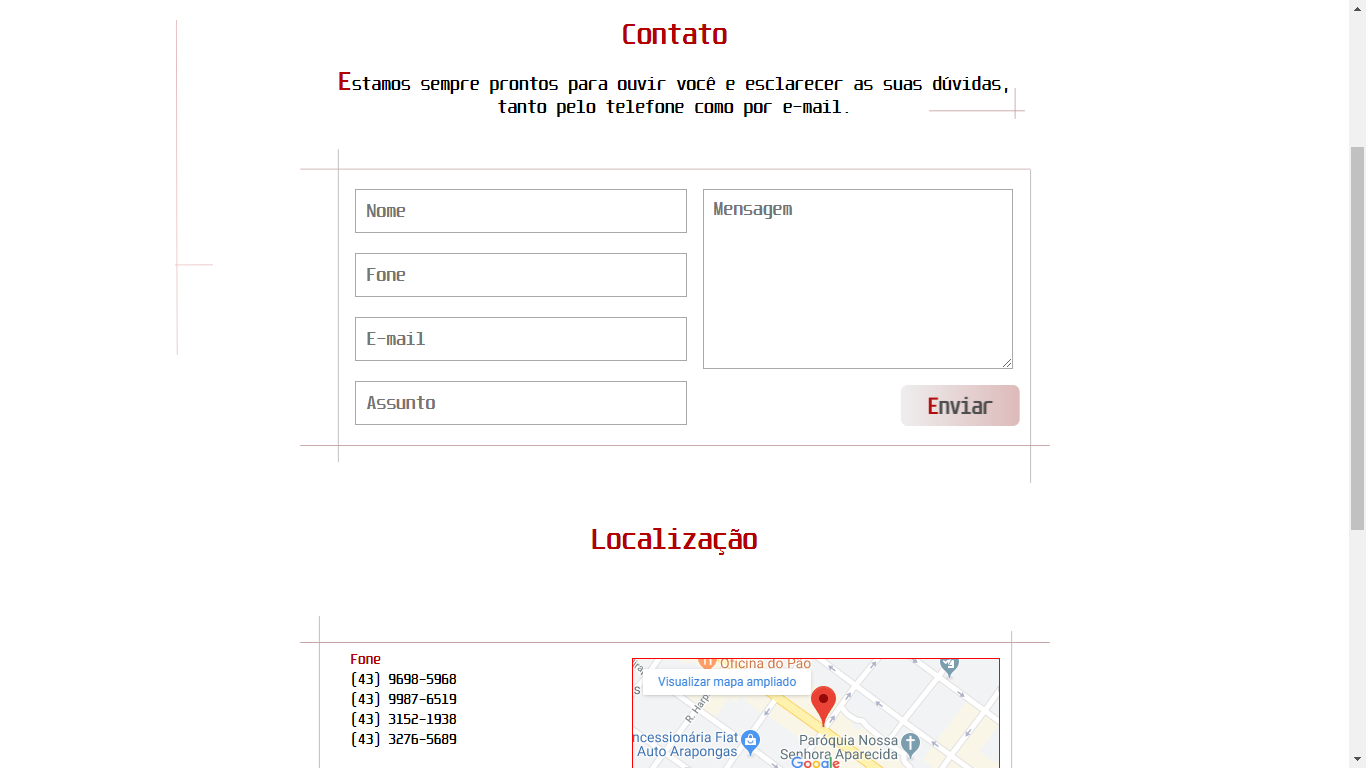 Contato
Estamos sempre prontos para ouvir você e esclarecer as suas dúvidas,
tanto pelo telefone como por e-mail.
Nome
Mensagem
Fone
E-mail
Assunto
Enviar
Localização
Fone
(43) 9698-5968
(43) 9987-6519
(43) 3152-1938
(43) 3276-5689
Oficina do Pão
Visualizar mapa ampliado
R. Harp
ncessionária Fiat
Auto Arapongas
Paróquia Nossa
Senhora Aparecida
Google